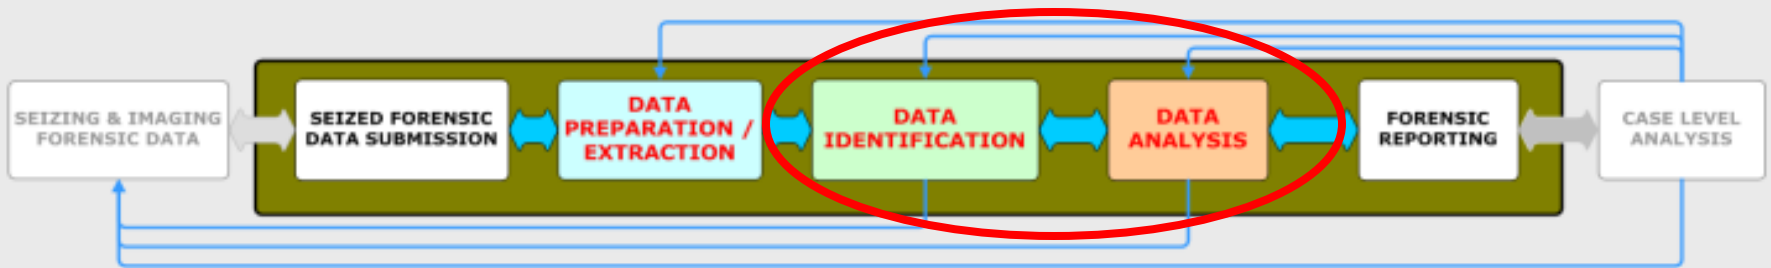 SEIZING & IMAGING
FORENSIC DATA
SEIZED FORENSIC
DATA SUBMISSION
DATA
PREPARATION /
EXTRACTION
DATA
IDENTIFICATION
DATA
ANALYSIS
FORENSIC
REPORTING
CASE LEVEL
ANALYSIS